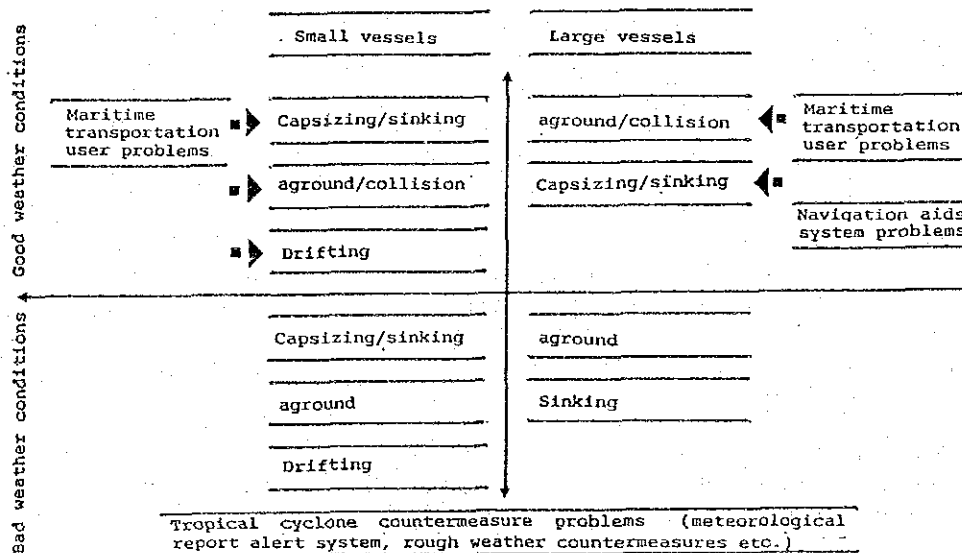 Good weather conditions
Bad weather conditions
. Small vessels
Large vessels
Maritime
transportation
user problems
Capsizing/sinking
aground/collision
Drifting
aground/collision
Capsizing/sinking
Maritime
transportation
user problems
Navigation aids
system problems
Capsizing/sinking
aground
Drifting
aground
Sinking
Tropical cyclone countermeasure problems (meteorological
report alert system, rough weather countermeasures etc.)